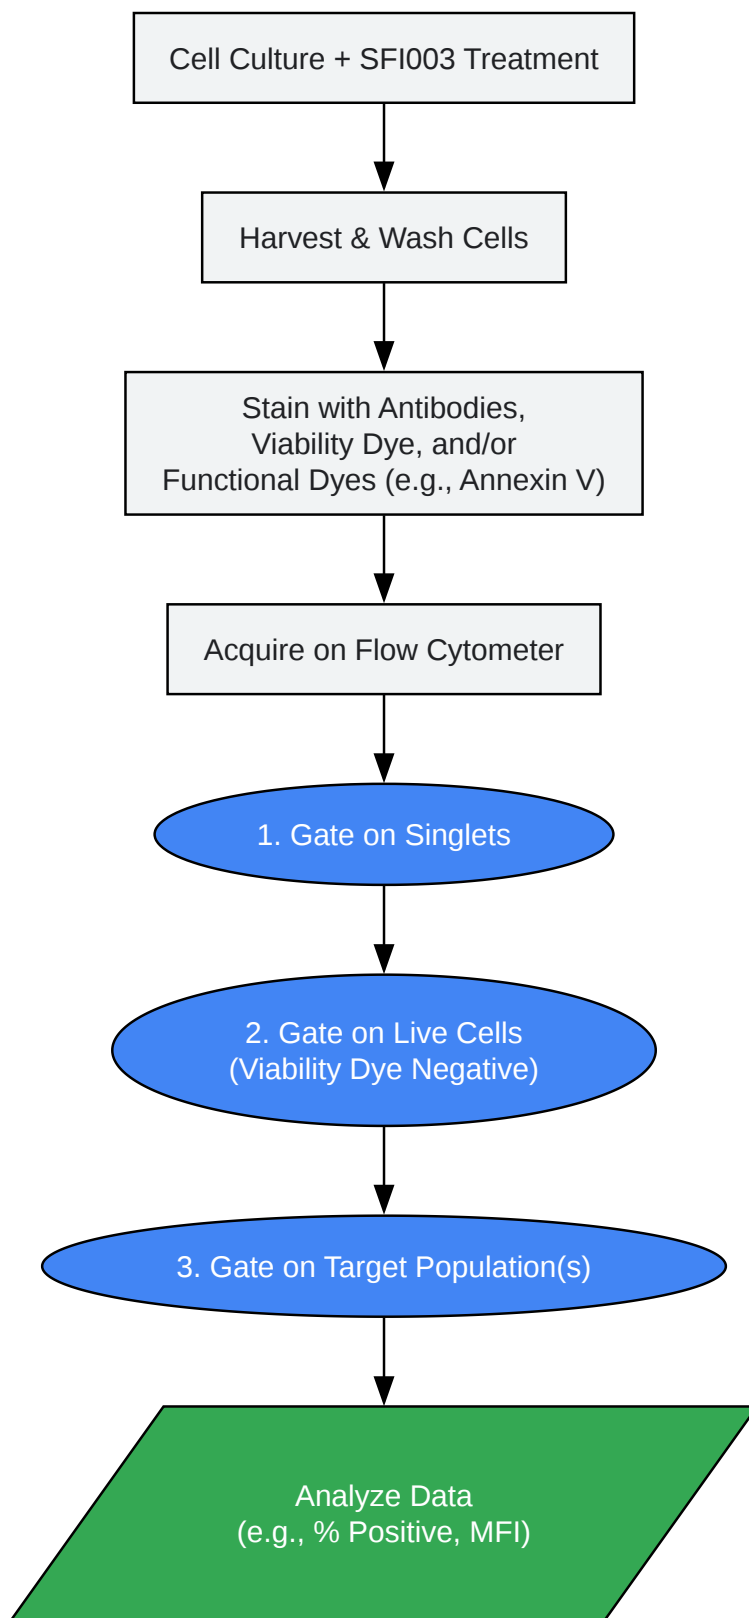 Cell Culture + SFI003 Treatment
Harvest & Wash Cells
Stain with Antibodies,
Viability Dye, and/or
Functional Dyes (e.g., Annexin V)
Acquire on Flow Cytometer
1. Gate on Singlets
2. Gate on Live Cells
(Viability Dye Negative)
3. Gate on Target Population(s)
Analyze Data
(e.g., % Positive, MFI)